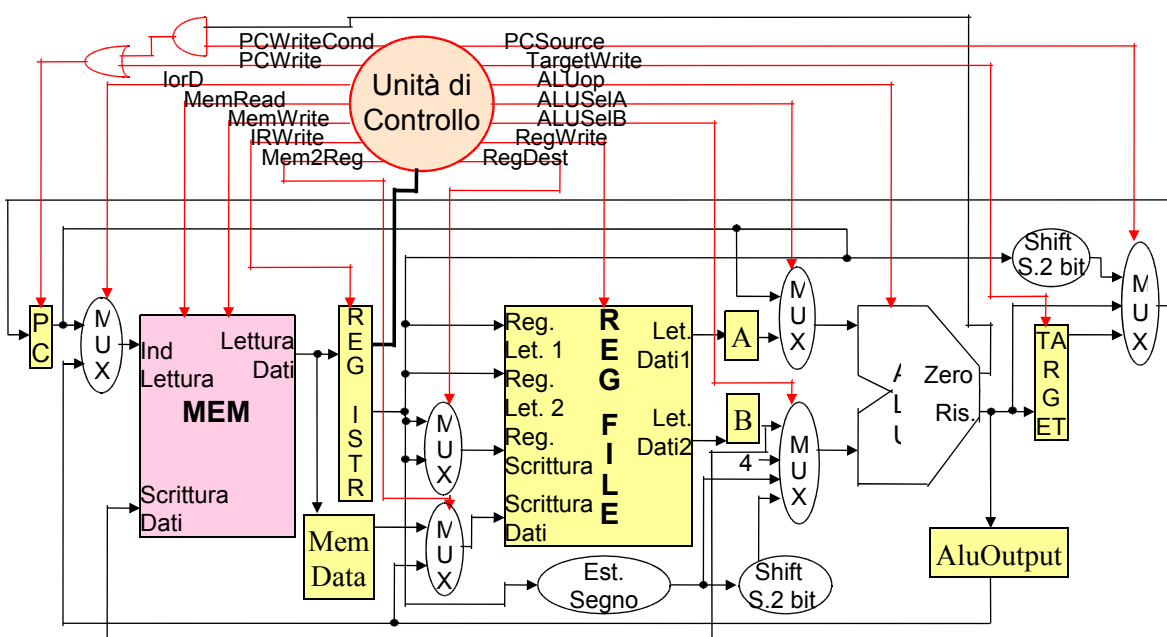 PCWriteCond
PCWrite
IorD
MemRead
MemWrite
IRWrite
Mem2Reg
Unità di
Controllo
PCSource
TargetWrite
ALUop
ALUSelA
ALUSelB
RegWrite
RegDest
Shift
S.2 bit
M
U
X
P
C
M
U
X
Ind
Lettura
Lettura
Dati
MEM
Scrittura
Dati
R
E
G
I
S
T
R
M
U
X
Mem
Data
M
U
X
Reg.
Let. 1
Reg.
Let. 2
Reg.
Scrittura
Scrittura
Dati
R
E
G
F
I
L
E
Let.
Dati1
Let.
Dati2
A
B
M
U
X
4
M
U
X
A
L
U
Zero
Ris.
TA
R
G
ET
AluOutput
Est.
Segno
Shift
S.2 bit